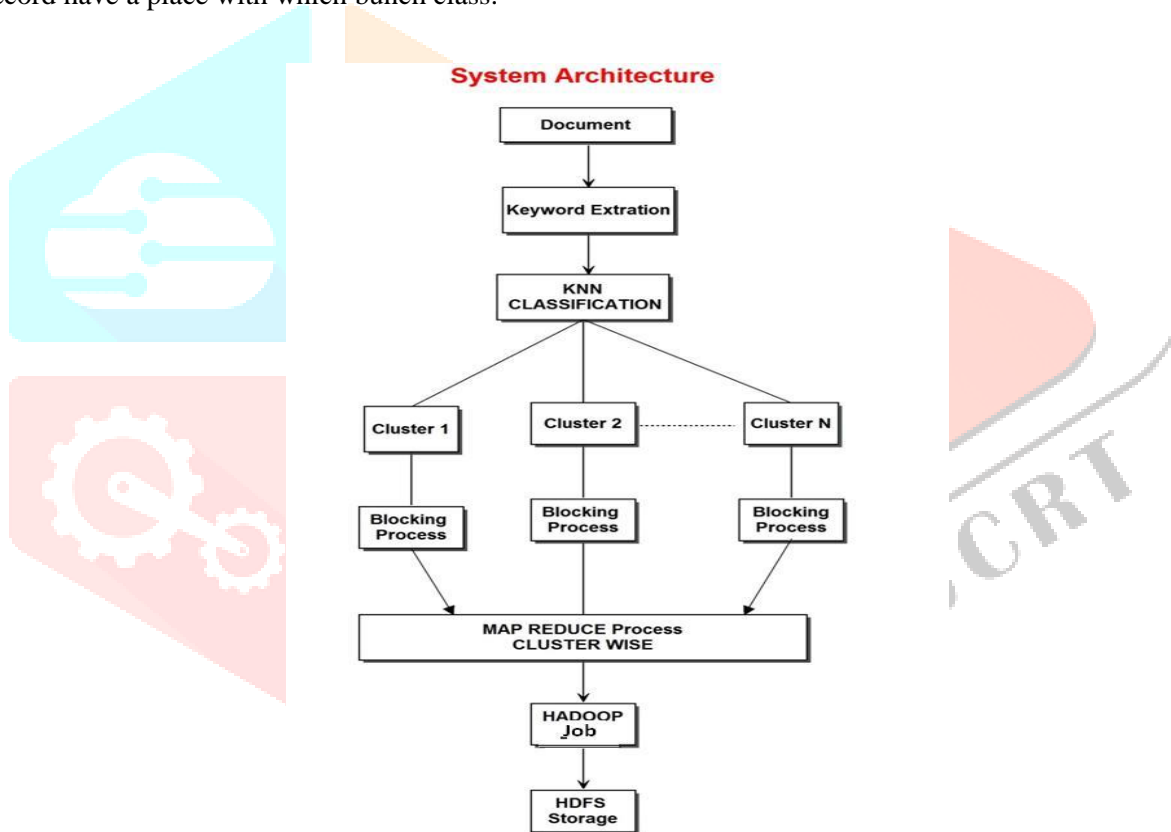 record have a place with which bunch class.
System Architecture
Document
Keyword Extration
KNN
CLASSIFICATION
Cluster 1
Cluster 2
Cluster N
Blocking
Process
Blocking
Process
Blocking
Process
MAP REDUCE Process
CLUSTER WISE
HADOOP
Job
HDFS
Storage
CRT